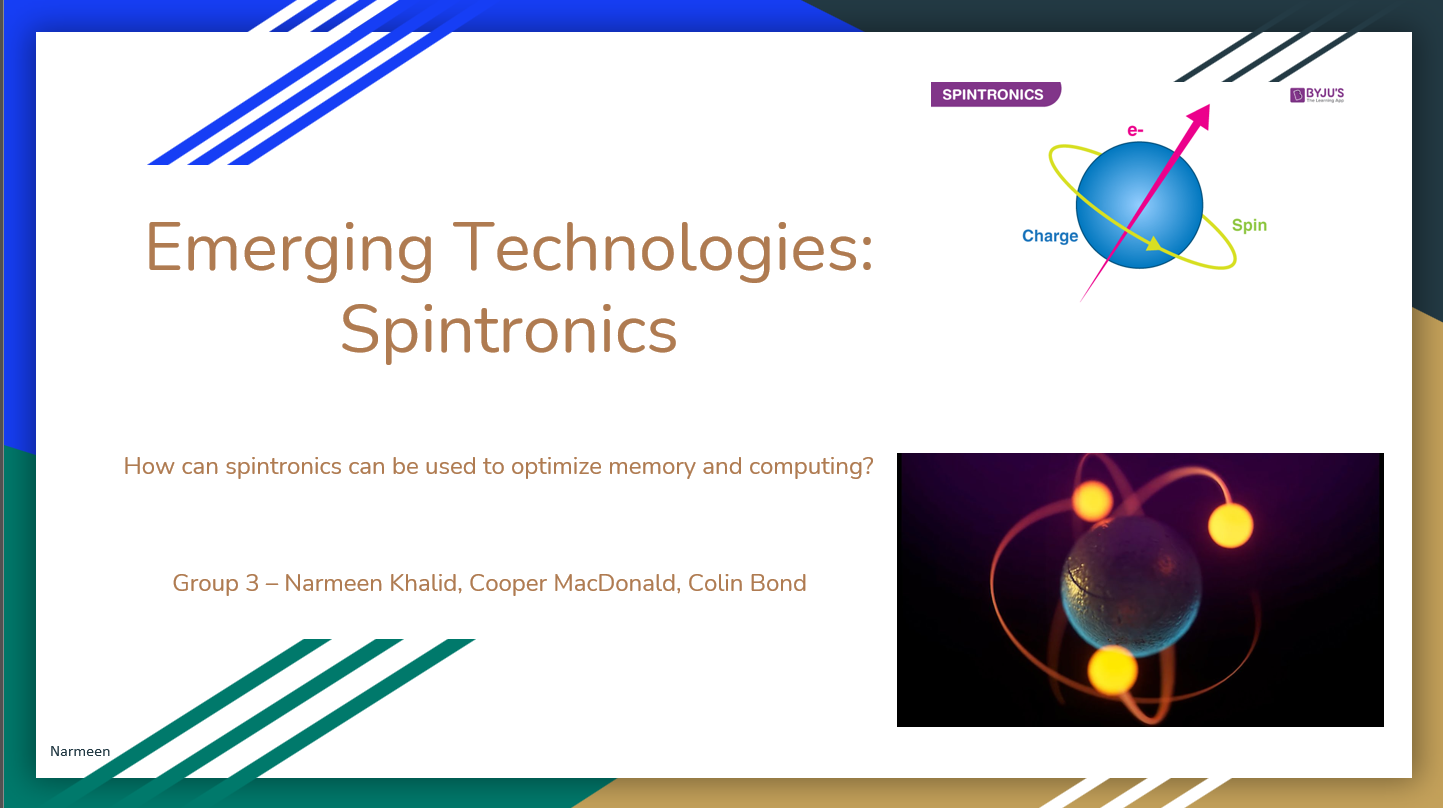 SPINTRONICS
BYJU'S
The Learning App
e-
Charge
Spin
Emerging Technologies:
Spintronics
How can spintronics can be used to optimize memory and computing?
Group 3 – Narmeen Khalid, Cooper MacDonald, Colin Bond
Narmeen